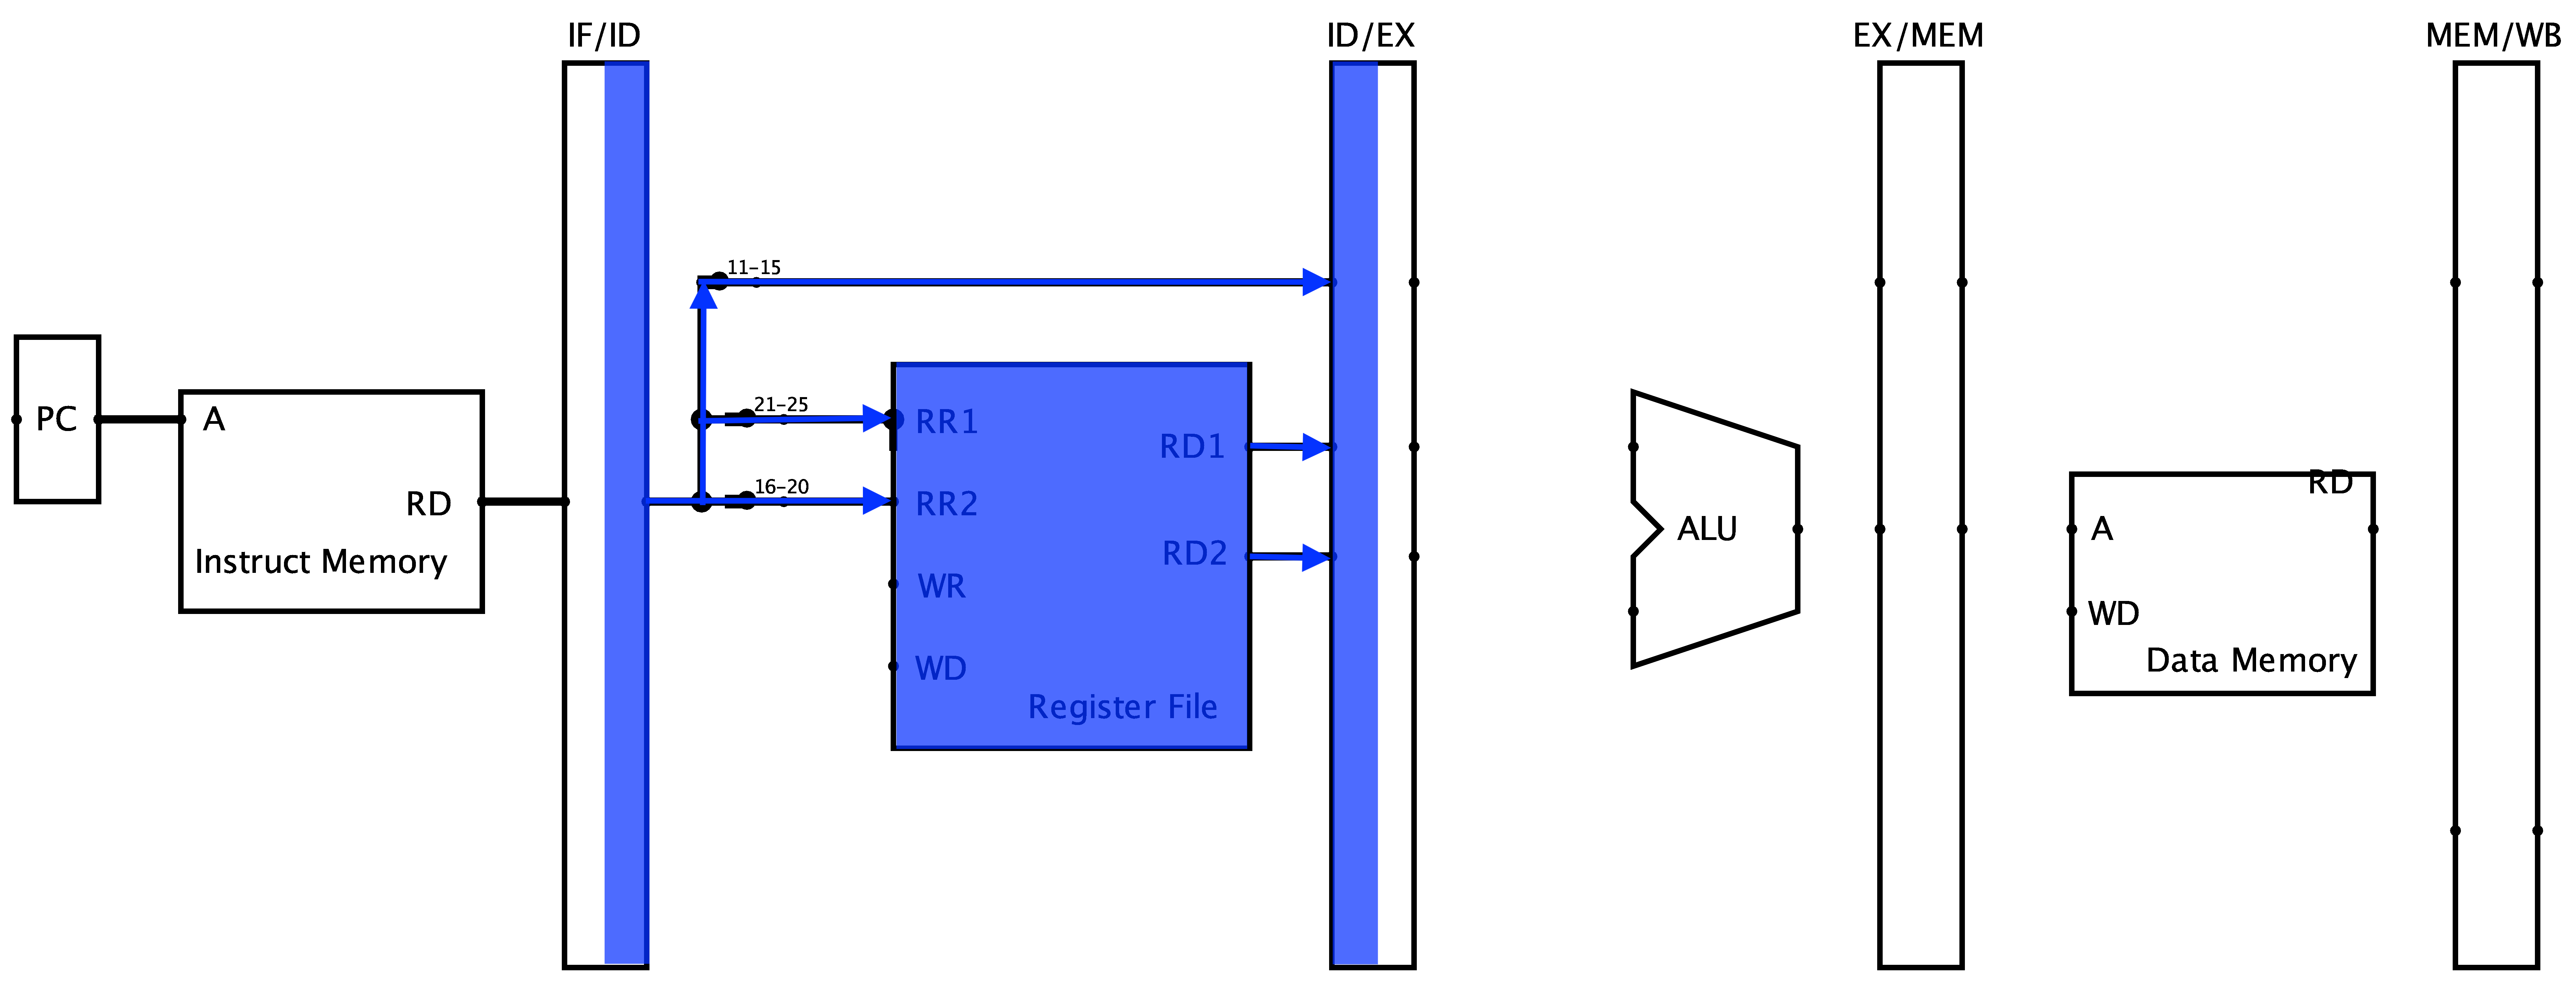 IF/ID
ID/EX
EX/MEM
MEM/WB
11-15
PC
A
RD
Instruct Memory
21-25
16-20
RR1
RR2
WR
WD
RD1
RD2
Register File
ALU
RD
A
WD
Data Memory